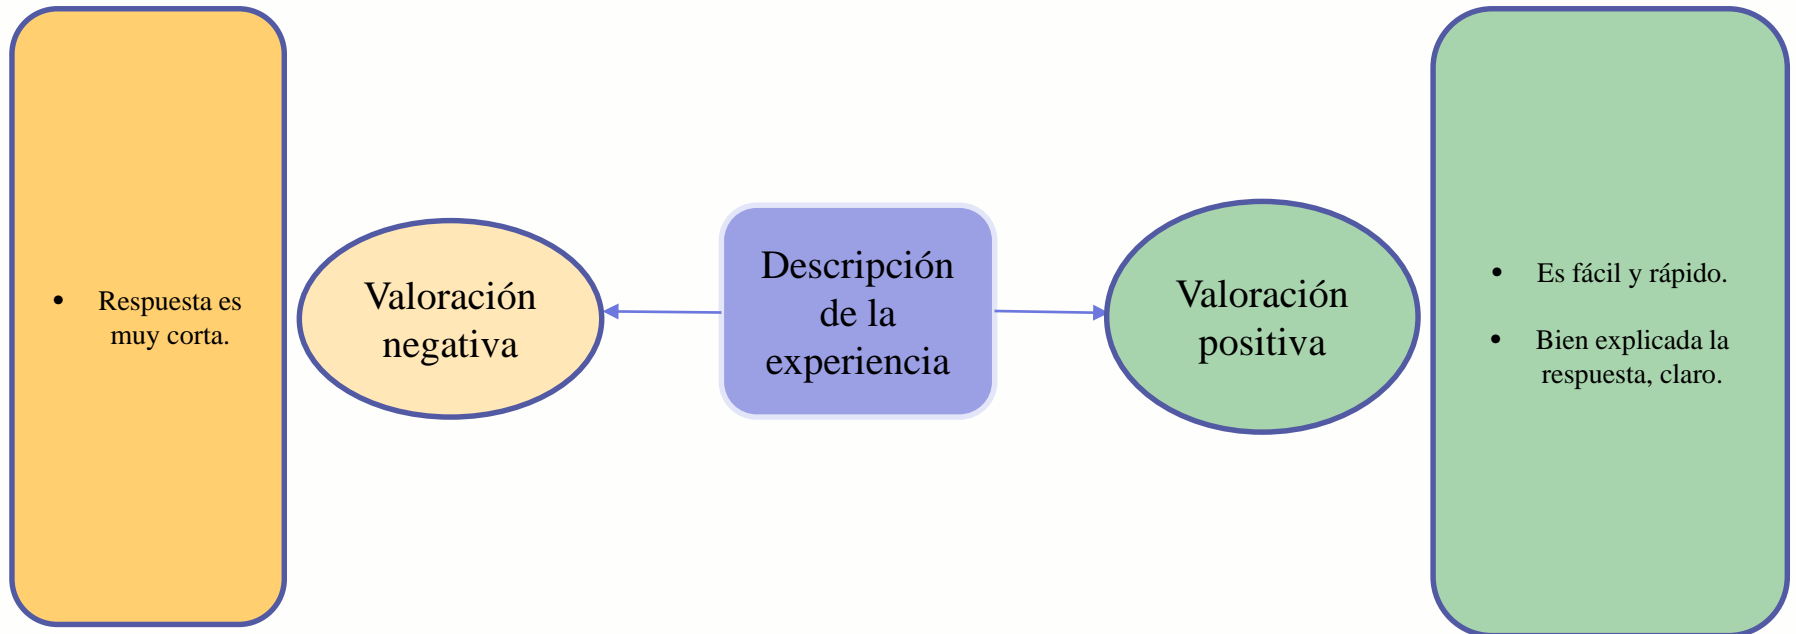 • Respuesta es
muy corta.
Valoración
negativa
Descripción
de la
experiencia
Valoración
positiva
• Es fácil y rápido.
• Bien explicada la
respuesta, claro.